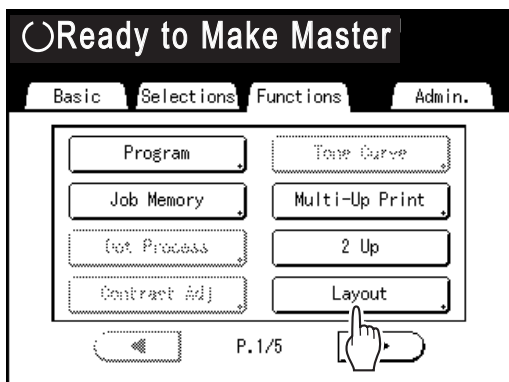 Ready to Make Master
Basic Selections Functions Admin.
Program Tone Curve
Job Memory Multi-Up Print
Dot Process 2 Up
Contrast Adj Layout
P.1/5